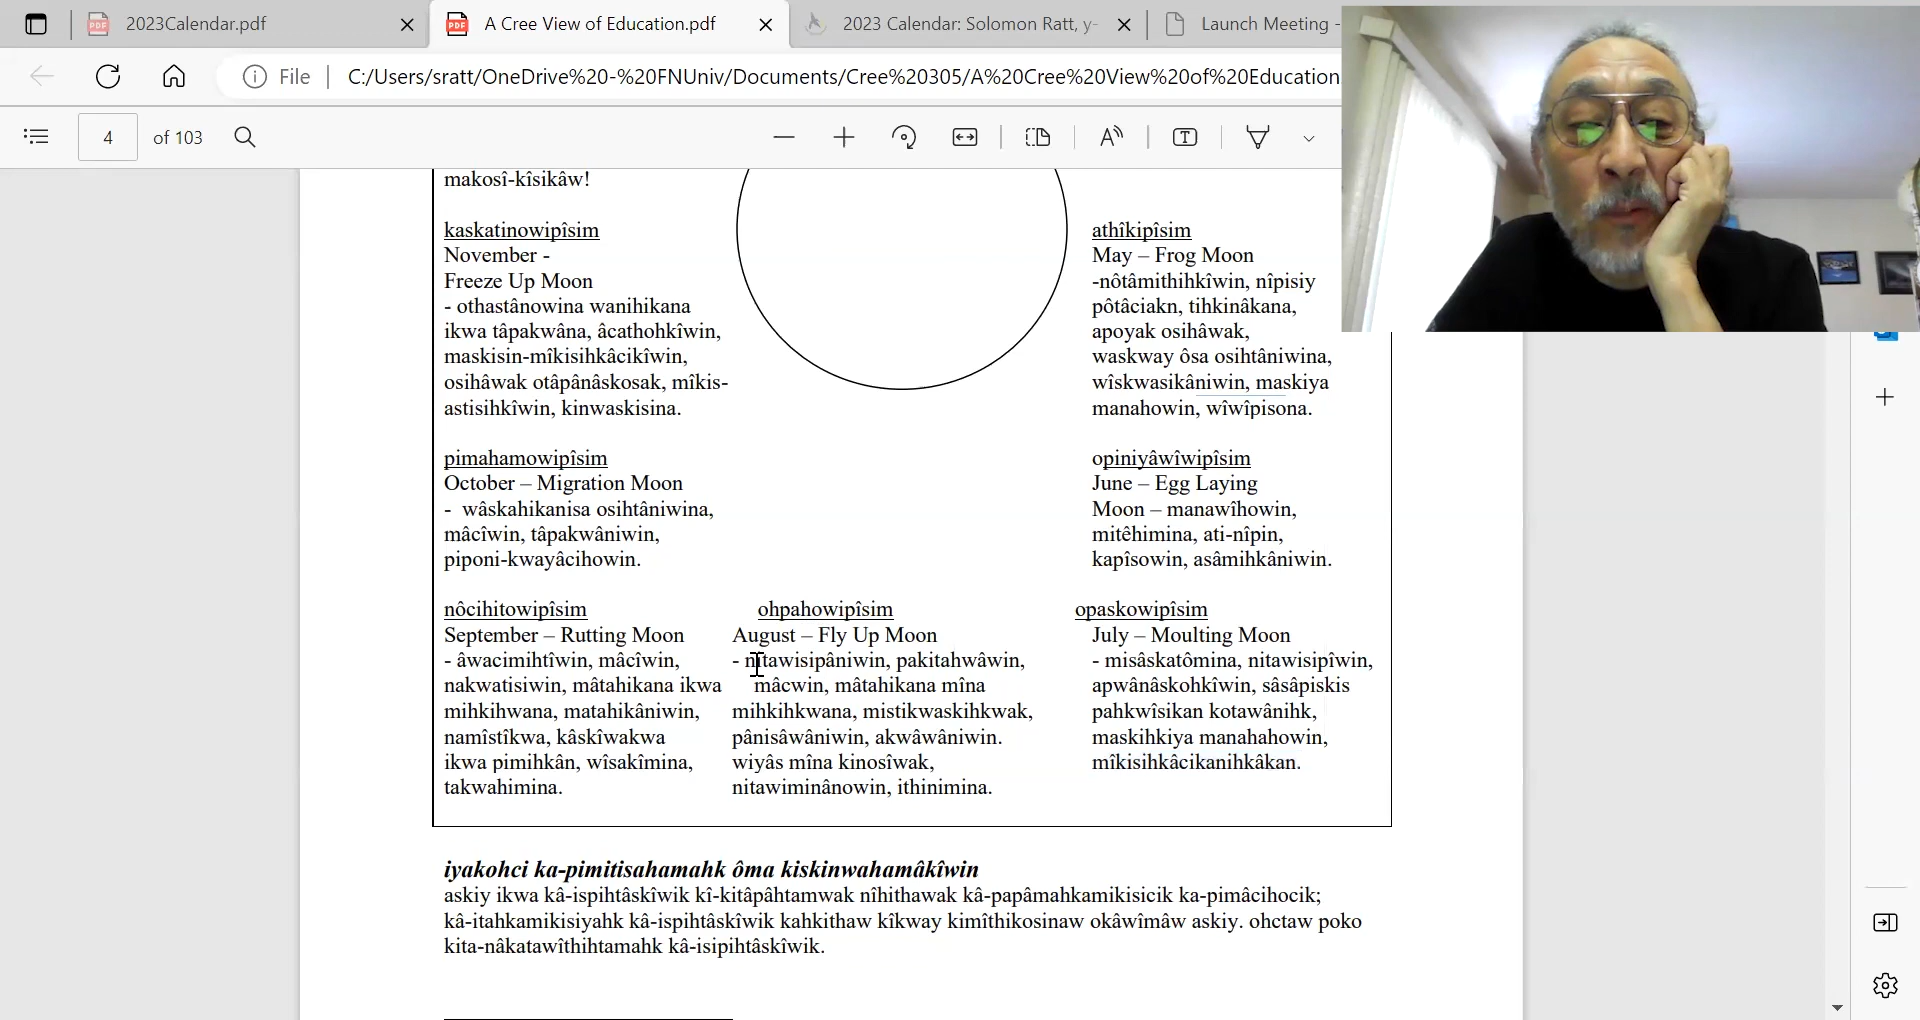 2023Calendar.pdf
A Cree View of Education.pdf
2023 Calendar: Solomon Ratt, y-
Launch Meeting -
File
C:/Users/sratt/OneDrive%20-%20FNUniv/Documents/Cree%20305/A%20Cree%20View%20of%20Education
4 of 103
makosî-kîsikâw!
kaskatinowipîsim
November -
Freeze Up Moon
- othastânowina wanihikana
ikwa tâpakwâna, âcathohkîwin,
maskisin-mîkisihkâcikîwin,
osihâwak otâpânâskosak, mîkis-
astisihkîwin, kinwaskisina.
pimahamowipîsim
October – Migration Moon
- wâskahikanisa osihtâniwina,
mâcîwin, tâpakwâniwin,
piponi-kwayâcihowin.
nôcihitowipîsim
September – Rutting Moon
- âwacimihtîwin, mâcîwin,
nakwatisiwin, mâtahikana ikwa
mihkihwana, matahikâniwin,
namîstîkwa, kâskîwakwa
ikwa pimihkân, wîsakîmina,
takwahimina.
ohpahowipîsim
August – Fly Up Moon
- nitawisipâniwin, pakitahwâwin,
mâcwin, mâtahikana mîna
mihkihkwana, mistikwaskihkwak,
pânisâwâniwin, akwâwâniwin.
wiyâs mîna kinosîwak,
nitawiminânowin, ithinimina.
athîkipîsim
May – Frog Moon
-nôtâmithihkîwin, nîpisiy
pôtâciakn, tihkinâkana,
apoyak osihâwak,
waskway ôsa osihtâniwina,
wîskwasikâniwin, maskiya
manahowin, wîwîpisona.
opiniyâwîwipîsim
June – Egg Laying
Moon – manawîhowin,
mitêhimina, ati-nîpin,
kapîsowin, asâmihkâniwin.
opaskowipîsim
July – Moulting Moon
- misâskatômina, nitawisipîwin,
apwânâskohkîwin, sâsâpiskis
pahkwîsikan kotawânihk,
maskihkiya manahahowin,
mîkisihkâcikanihkâkan.
iyakohci ka-pimitisahamahk ôma kiskinwahamâkîwin
askiy ikwa kâ-ispihtâskîwik kî-kitâpâhtamwak nîhithawak kâ-papâmahkamikisicik ka-pimâcihocik;
kâ-itahkamikisiyahk kâ-ispihtâskîwik kahkithaw kîkway kimîthikosinaw okâwîmâw askiy. ohctaw poko
kita-nâkatawîthihtamahk kâ-isipihtâskîwik.